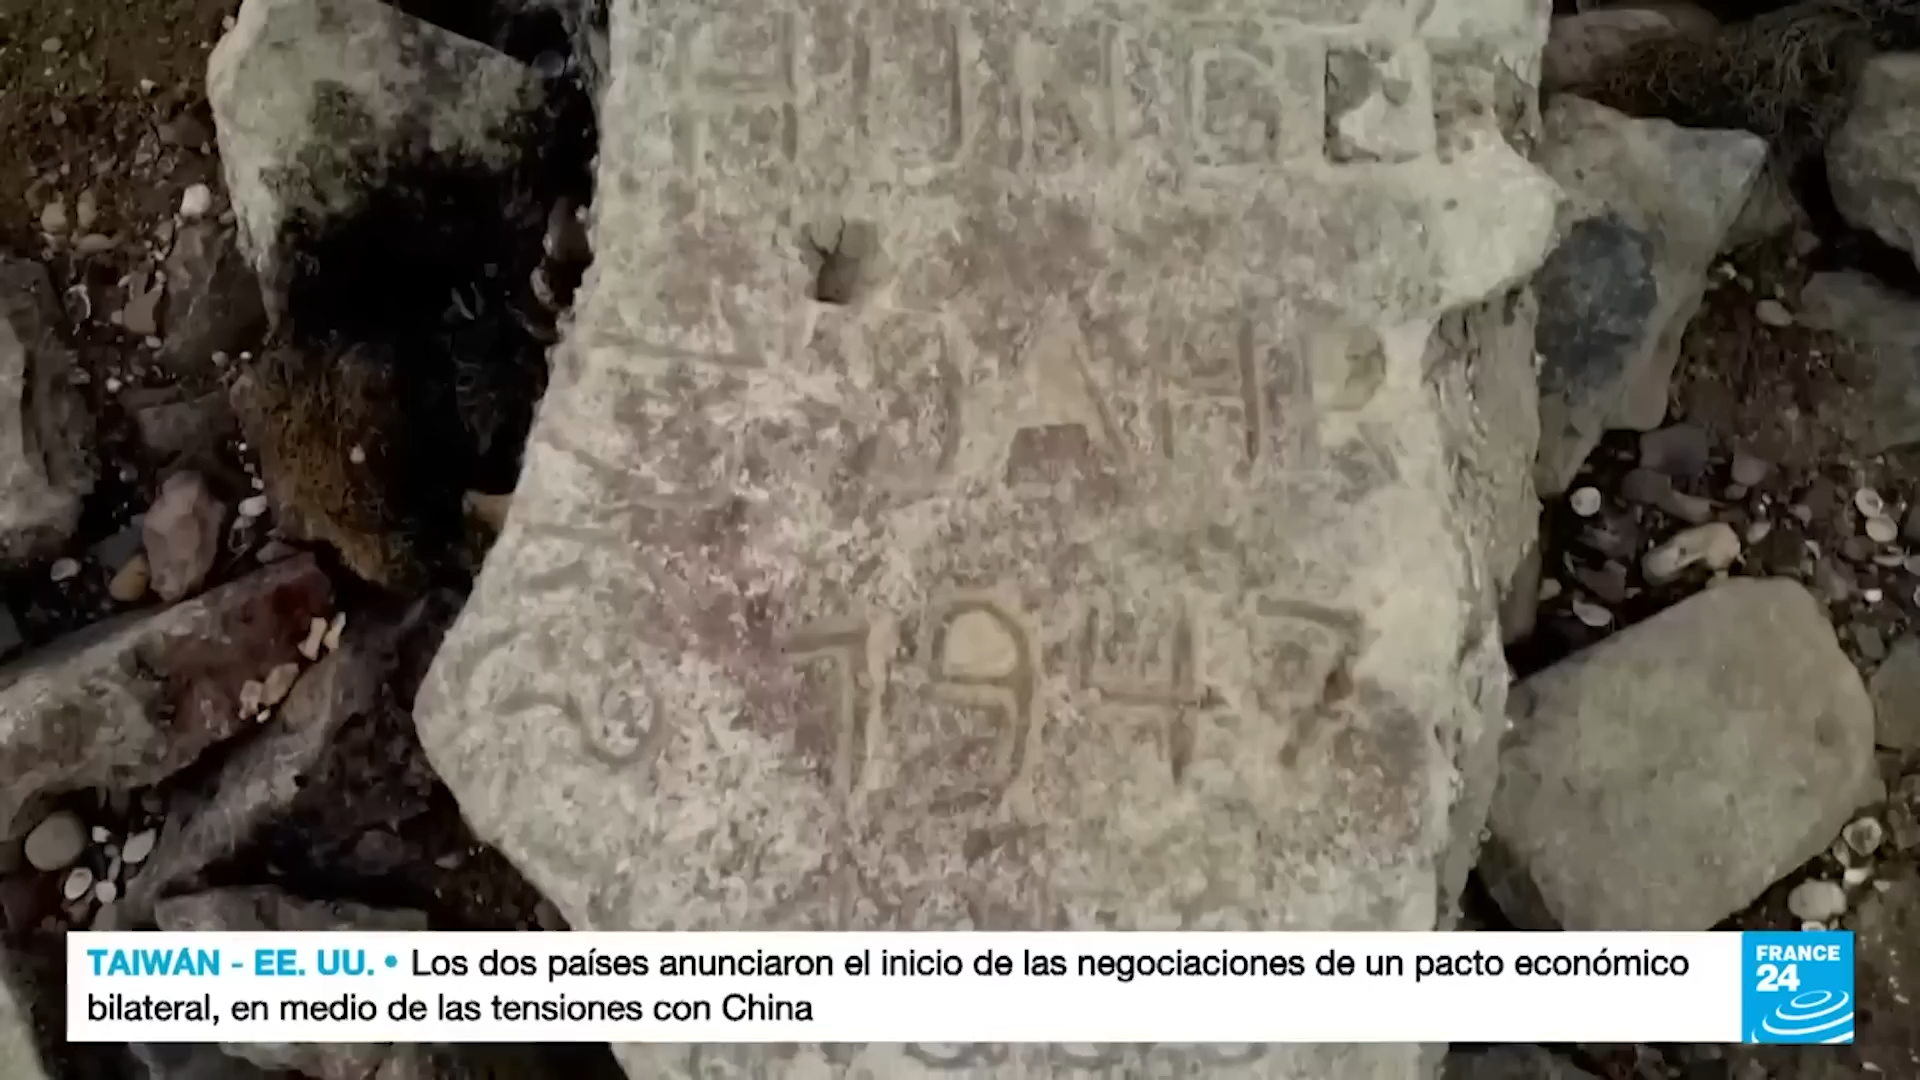 HUNGE
JAHR
1947
TAIWÁN - EE. UU. • Los dos países anunciaron el inicio de las negociaciones de un pacto económico
bilateral, en medio de las tensiones con China
FRANCE
24